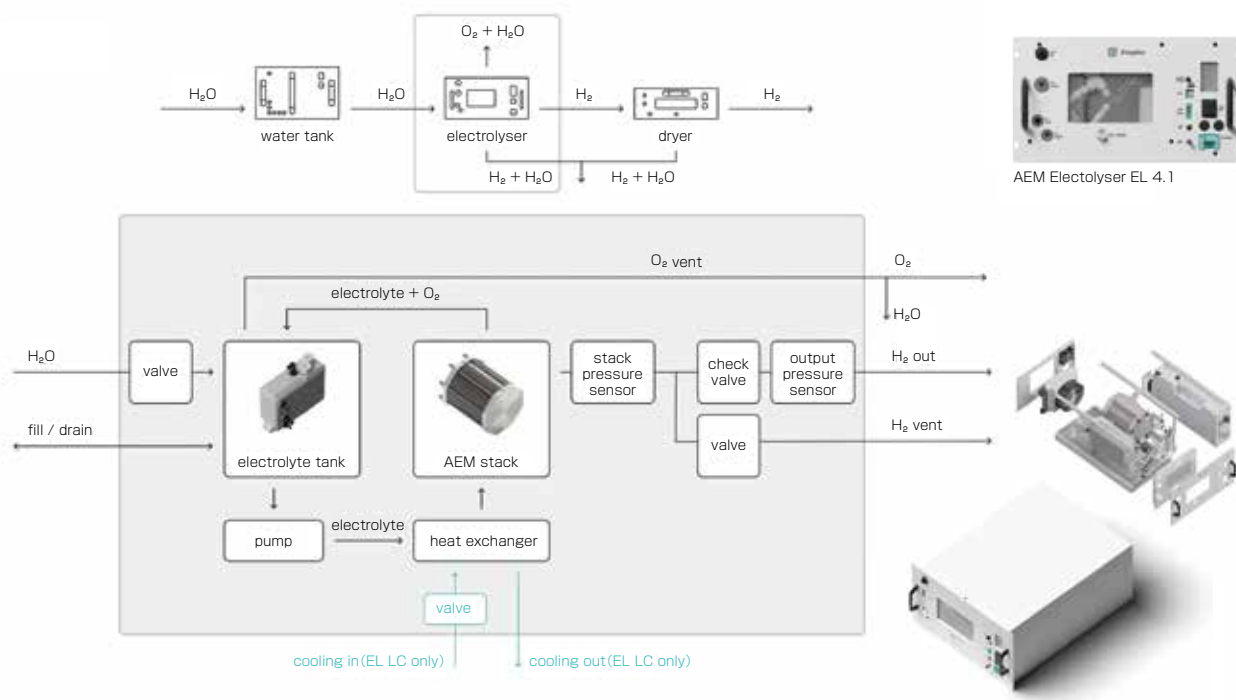 O₂ + H₂O
H₂O
H₂O
H₂
H₂
water tank
electrolyser
dryer
H₂ + H₂O
H₂ + H₂O
AEM Electolyser EL 4.1
O₂ vent
O₂
electrolyte + O₂
H₂O
H₂O
valve
stack
pressure
sensor
check
valve
output
pressure
sensor
H₂ out
fill / drain
H₂ vent
electrolyte tank
AEM stack
valve
pump
electrolyte
heat exchanger
valve
cooling in(EL LC only)
cooling out(EL LC only)